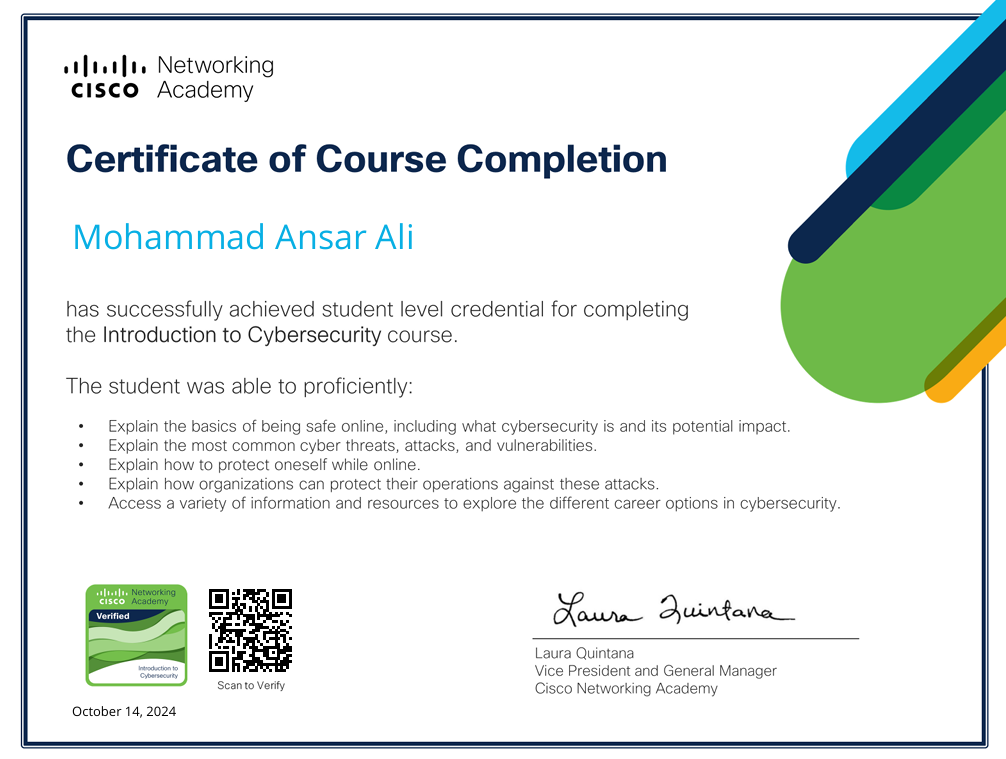 Networking
CISCO Academy
Certificate of Course Completion
Mohammad Ansar Ali
has successfully achieved student level credential for completing
the Introduction to Cybersecurity course.
The student was able to proficiently:
• Explain the basics of being safe online, including what cybersecurity is and its potential impact.
• Explain the most common cyber threats, attacks, and vulnerabilities.
• Explain how to protect oneself while online.
• Explain how organizations can protect their operations against these attacks.
• Access a variety of information and resources to explore the different career options in cybersecurity.
Networking
CISCO Academy
Verified
Introduction to
Cybersecurity
Scan to Verify
October 14, 2024
Laura Quintana
Laura Quintana
Vice President and General Manager
Cisco Networking Academy